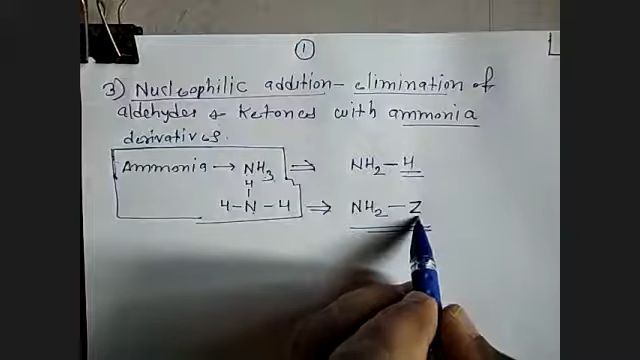 1
3) Nucleophilic addition - elimination of
aldehydes & Ketones with ammonia
derivatives.
Ammonia → NH3 ⇒ NH2 – H
H
|
H – N – H ⇒ NH2 – Z